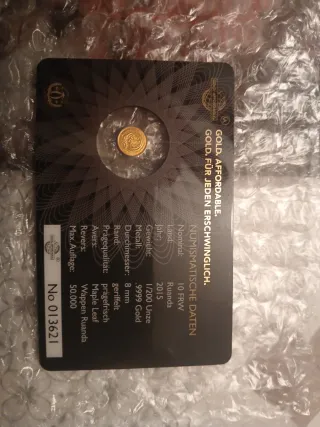 GOLD. AFFORDABLE.
GOLD. FÜR JEDEN ERSCHWINGLICH.
NUMISMATISCHE DATEN
Nominal: 10 FRW
Land: Ruanda
Jahr: 2015
Gewicht: 1/200 Unze
Metall: .9999 Gold
Durchmesser: 8 mm
Rand: geriffelt
Prägequalität: prägefrisch
Avers: Maple Leaf
Revers: Wappen Ruanda
Max. Auflage: 50.000
No 013621